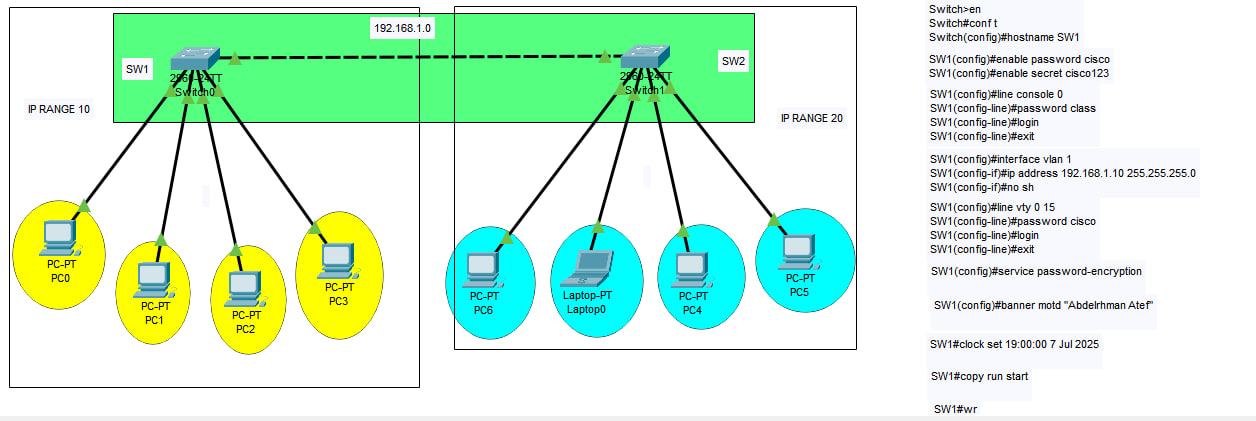 192.168.1.0
SW1
2960-24TT
Switch0
SW2
2960-24TT
Switch1
IP RANGE 10
IP RANGE 20
PC-PT
PC0
PC-PT
PC1
PC-PT
PC2
PC-PT
PC3
PC-PT
PC6
Laptop-PT
Laptop0
PC-PT
PC4
PC-PT
PC5
Switch>en
Switch#conf t
Switch(config)#hostname SW1
SW1(config)#enable password cisco
SW1(config)#enable secret cisco123
SW1(config)#line console 0
SW1(config-line)#password class
SW1(config-line)#login
SW1(config-line)#exit
SW1(config)#interface vlan 1
SW1(config-if)#ip address 192.168.1.10 255.255.255.0
SW1(config-if)#no sh
SW1(config)#line vty 0 15
SW1(config-line)#password cisco
SW1(config-line)#login
SW1(config-line)#exit
SW1(config)#service password-encryption
SW1(config)#banner motd "Abdelrhman Atef"
SW1#clock set 19:00:00 7 Jul 2025
SW1#copy run start
SW1#wr